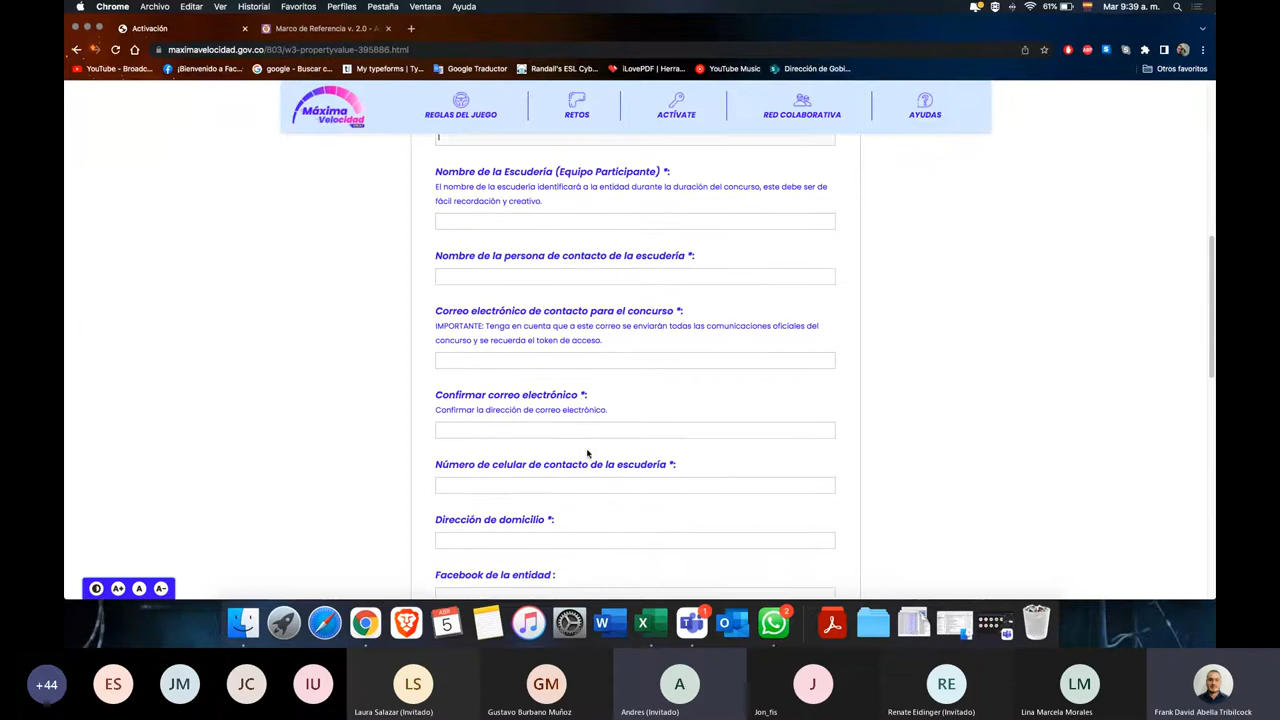 Chrome Archivo Editar Ver Historial Favoritos Perfiles Pestaña Ventana Ayuda
61% Mar 9:39 a. m.
Activación × Marco de Referencia v. 2.0 - A ×
maximavelocidad.gov.co/803/w3-propertyvalue-395886.html
YouTube - Broadc... ¡Bienvenido a Fac... google - Buscar c... My typeforms | Ty... Google Traductor Randall's ESL Cyb... iLovePDF | Herra... YouTube Music Dirección de Gobi... Otros favoritos
Máxima Velocidad
REGLAS DEL JUEGO RETOS ACTÍVATE RED COLABORATIVA AYUDAS
Nombre de la Escudería (Equipo Participante) *:
El nombre de la escudería identificará a la entidad durante la duración del concurso, este debe ser de
fácil recordación y creativo.
Nombre de la persona de contacto de la escudería *:
Correo electrónico de contacto para el concurso *:
IMPORTANTE: Tenga en cuenta que a este correo se enviarán todas las comunicaciones oficiales del
concurso y se recuerda el token de acceso.
Confirmar correo electrónico *:
Confirmar la dirección de correo electrónico.
Número de celular de contacto de la escudería *:
Dirección de domicilio *:
Facebook de la entidad :
A+ A A-
ABR 5 1 2
+44 ES JM JC IU LS GM A J RE LM
Laura Salazar (Invitado) Gustavo Burbano Muñoz Andres (Invitado) Jon_fis Renate Eidinger (Invitado) Lina Marcela Morales Frank David Abella Tribilcock